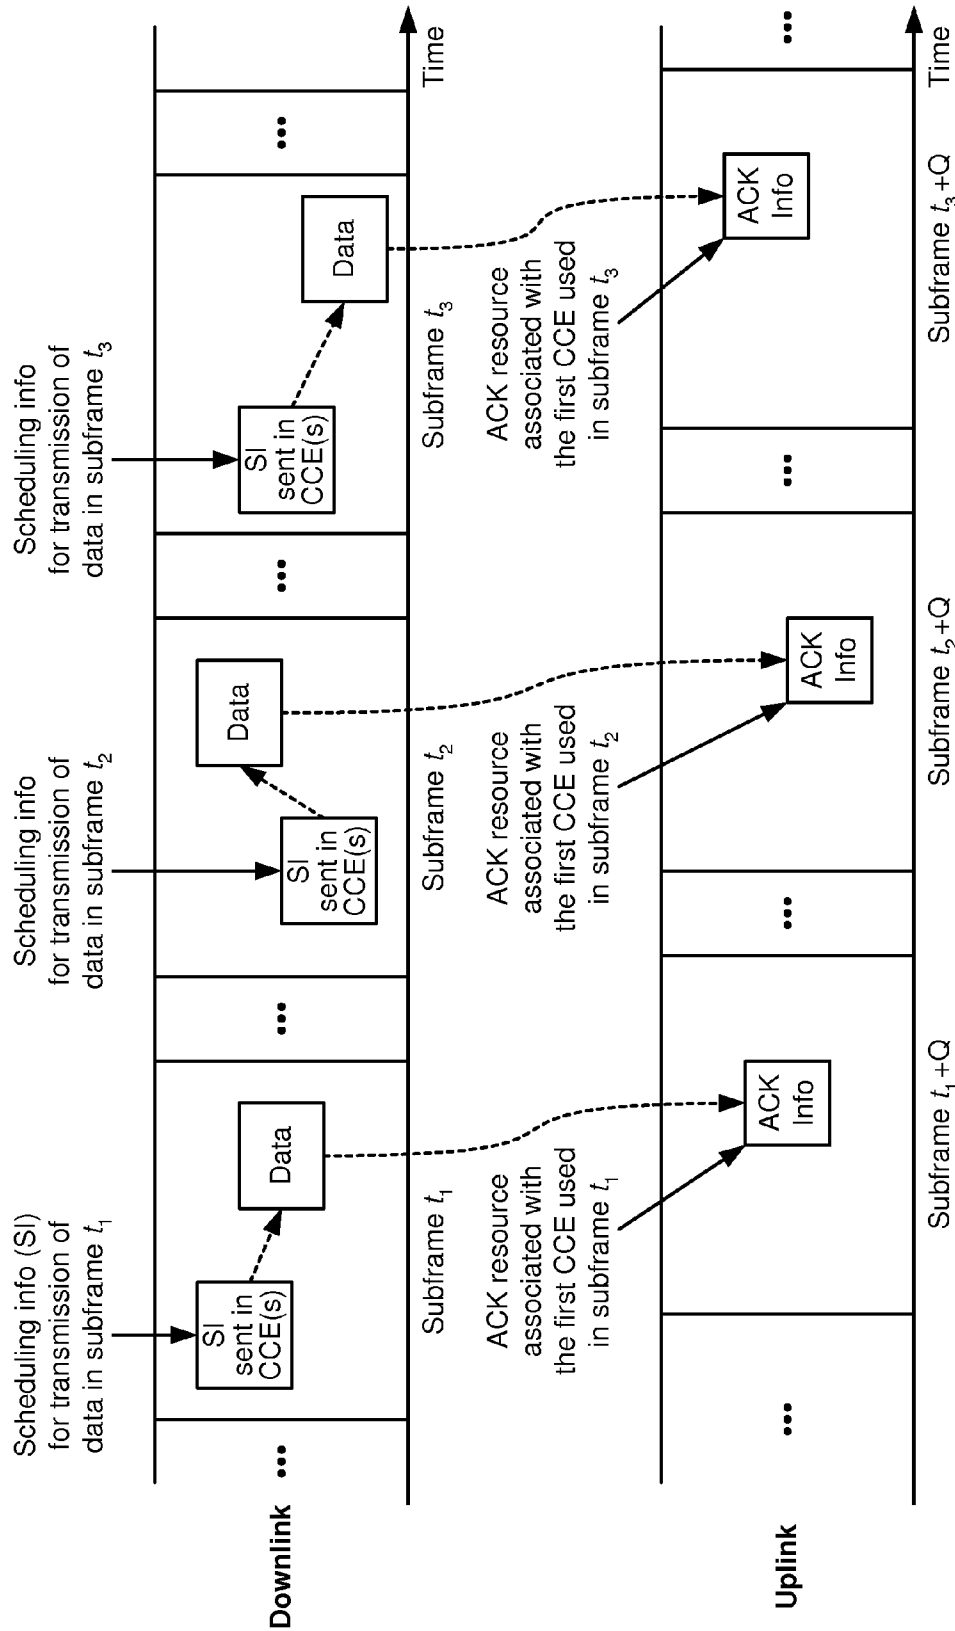 Scheduling info (SI)
for transmission of
data in subframe t1
Scheduling info
for transmission of
data in subframe t2
Scheduling info
for transmission of
data in subframe t3
Downlink
•••
SI
sent in
CCE(s)
Data
•••
SI
sent in
CCE(s)
Data
•••
SI
sent in
CCE(s)
Data
•••
Subframe t1
Subframe t2
Subframe t3
Time
ACK resource
associated with
the first CCE used
in subframe t1
ACK resource
associated with
the first CCE used
in subframe t2
ACK resource
associated with
the first CCE used
in subframe t3
Uplink
•••
ACK
Info
•••
ACK
Info
•••
ACK
Info
•••
Subframe t1+Q
Subframe t2+Q
Subframe t3+Q
Time